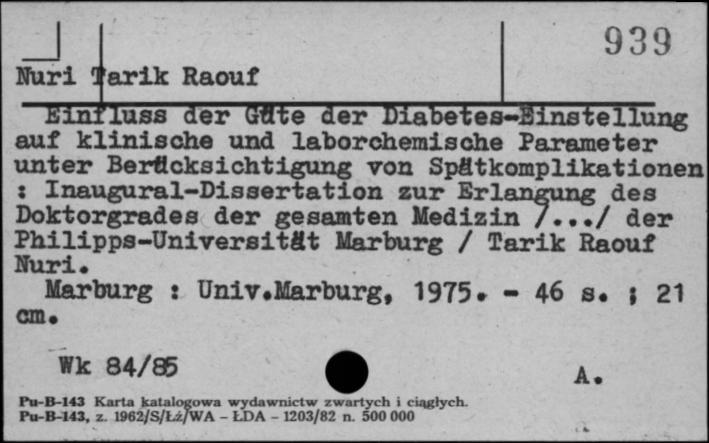 939
Nuri Tarik Raouf
Einfluss der Güte der Diabetes-Einstellung
auf klinische und laborchemische Parameter
unter Berücksichtigung von Spätkomplikationen
: Inaugural-Dissertation zur Erlangung des
Doktorgrades der gesamten Medizin /.../ der
Philipps-Universität Marburg / Tarik Raouf
Nuri.
Marburg : Univ.Marburg, 1975. - 46 s. ; 21
cm.
Wk 84/85
A.
Pu-B-143 Karta katalogowa wydawnictw zwartych i ciągłych.
Pu-B-143, z. 1962/S/Łź/WA - ŁDA - 1203/82 n. 500 000